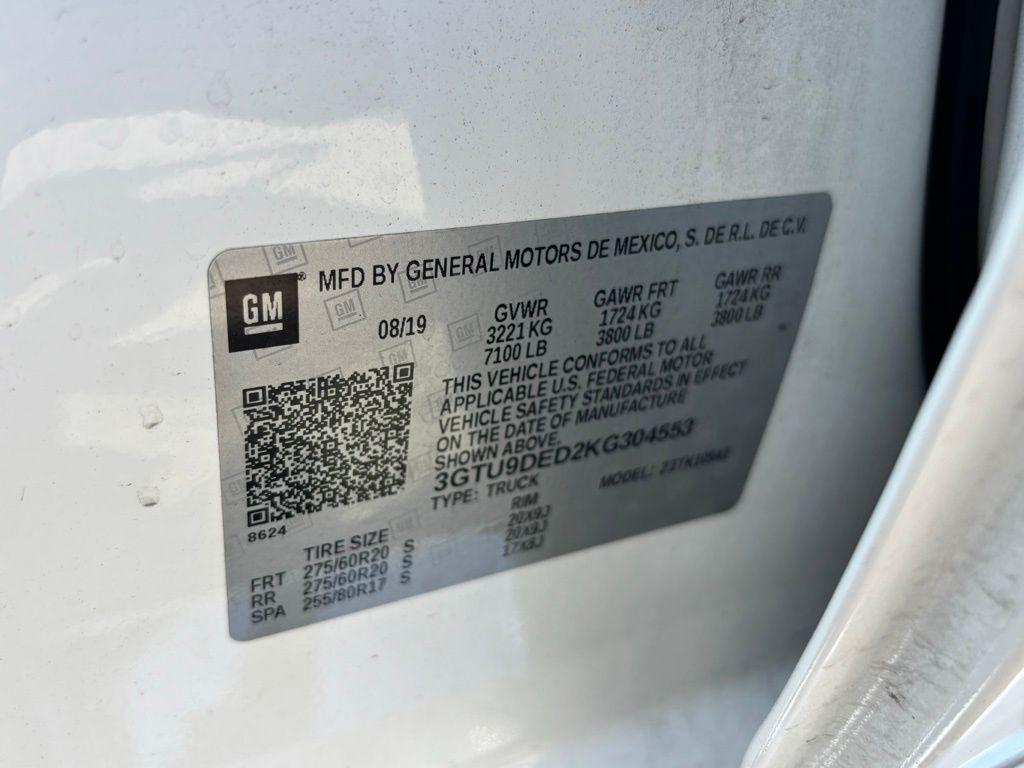 GM
MFD BY GENERAL MOTORS DE MEXICO, S. DE R.L. DE C.V.
08/19
GVWR GAWR FRT GAWR RR
3221 KG 1724 KG 1724 KG
7100 LB 3800 LB 3800 LB
THIS VEHICLE CONFORMS TO ALL
APPLICABLE U.S. FEDERAL MOTOR
VEHICLE SAFETY STANDARDS IN EFFECT
ON THE DATE OF MANUFACTURE
SHOWN ABOVE.
3GTU9DED2KG304553
TYPE: TRUCK MODEL:
8624
TIRE SIZE RIM
FRT 275/60R20 S 20X9J
RR 275/60R20 S 20X9J
SPA 255/80R17 S 17X8J